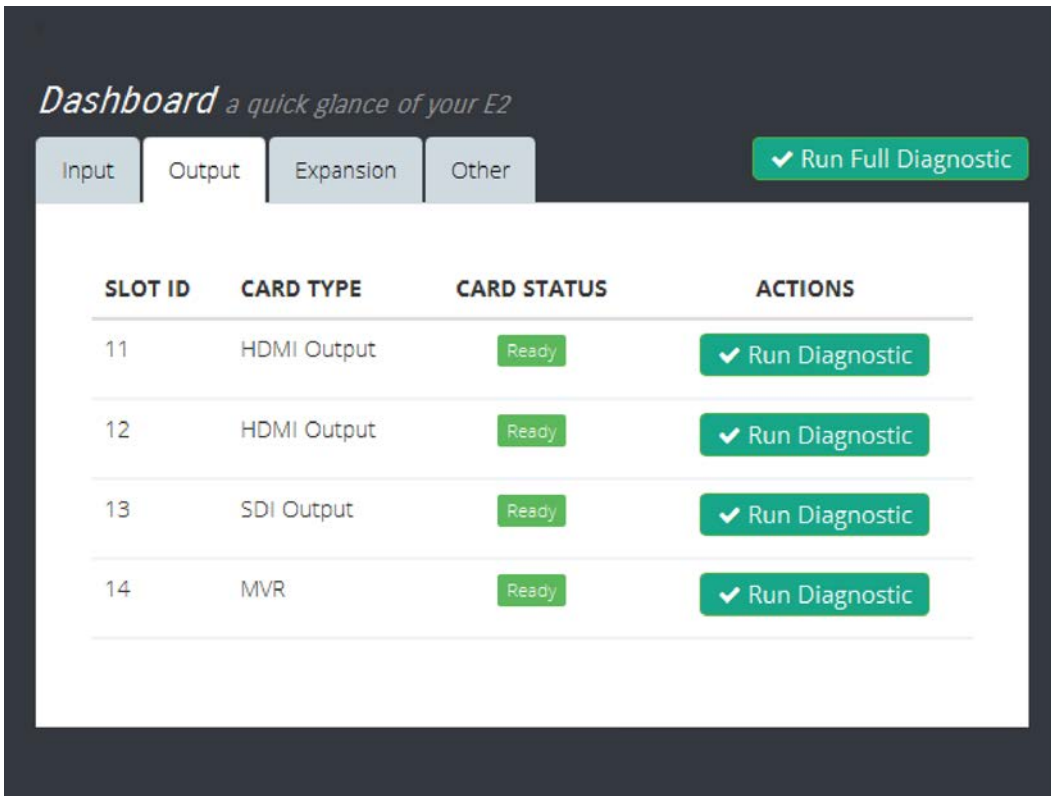 Dashboard a quick glance of your E2
Input Output Expansion Other ✔ Run Full Diagnostic
SLOT ID CARD TYPE CARD STATUS ACTIONS
11 HDMI Output Ready ✔ Run Diagnostic
12 HDMI Output Ready ✔ Run Diagnostic
13 SDI Output Ready ✔ Run Diagnostic
14 MVR Ready ✔ Run Diagnostic